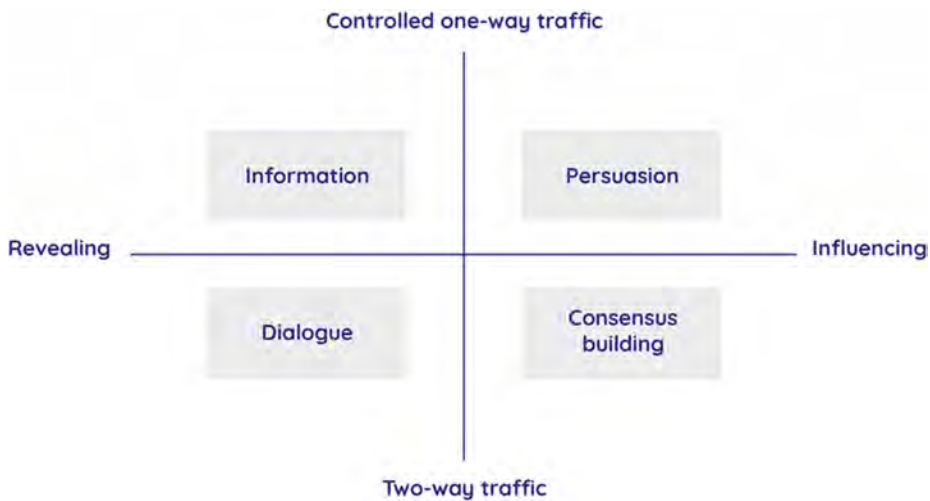 Controlled one-way traffic
Information
Persuasion
Revealing
Influencing
Dialogue
Consensus
building
Two-way traffic